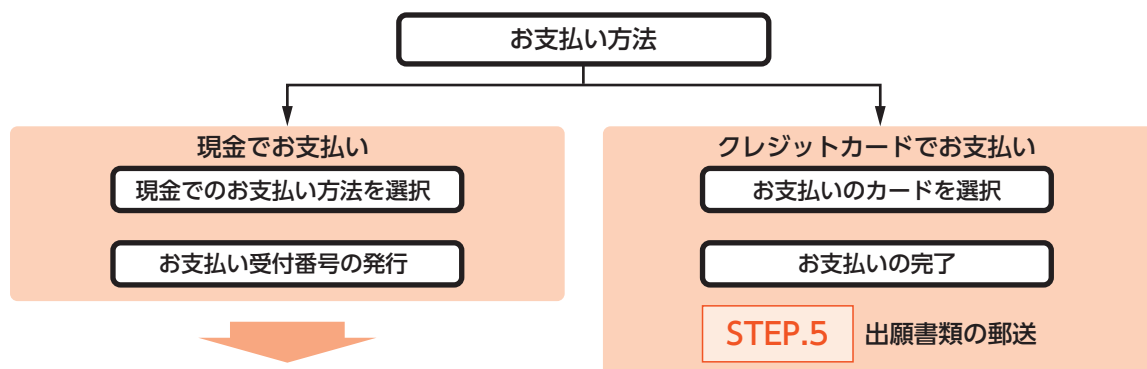 お支払い方法
現金でお支払い
現金でのお支払い方法を選択
お支払い受付番号の発行
クレジットカードでお支払い
お支払いのカードを選択
お支払いの完了
STEP.5 出願書類の郵送